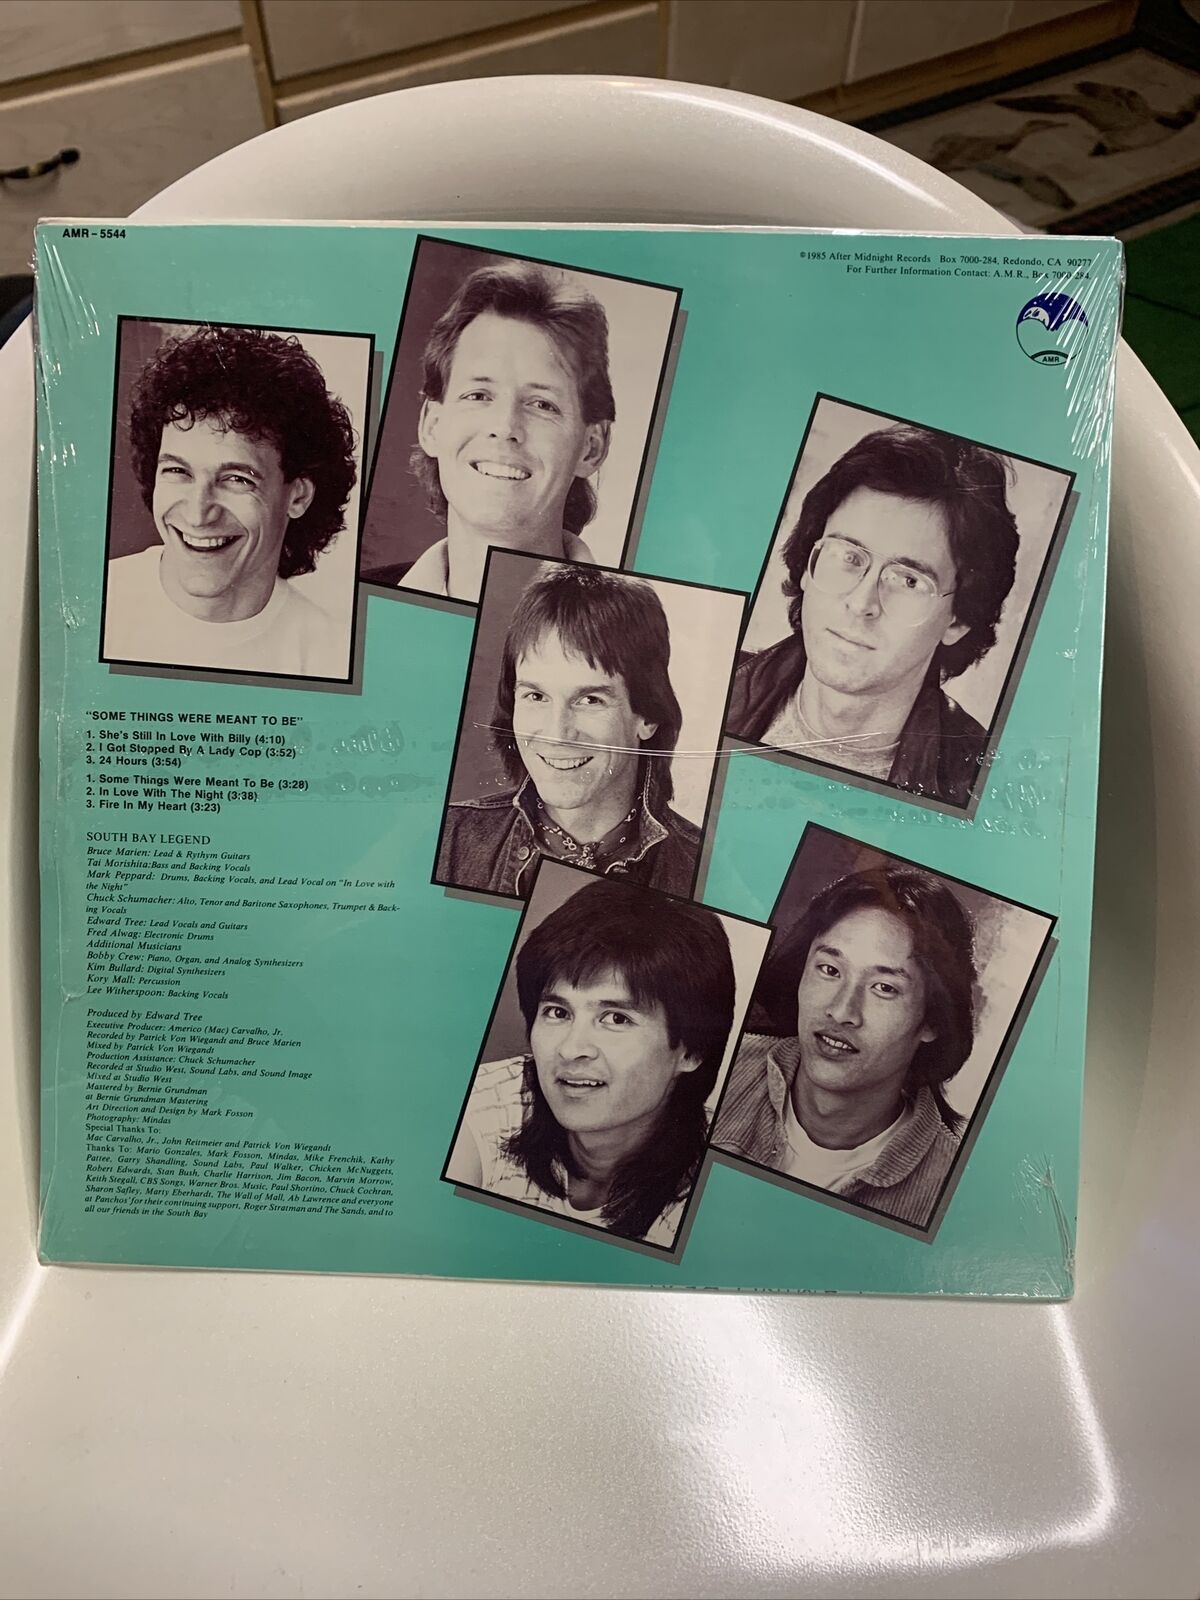 AMR – 5544
©1985 After Midnight Records Box 7000-284, Redondo, CA 90277
For Further Information Contact: A.M.R., Box 7000-284,
AMR
"SOME THINGS WERE MEANT TO BE"
1. She's Still In Love With Billy (4:10)
2. I Got Stopped By A Lady Cop (3:52)
3. 24 Hours (3:54)
1. Some Things Were Meant To Be (3:28)
2. In Love With The Night (3:38)
3. Fire In My Heart (3:23)
SOUTH BAY LEGEND
Bruce Marien: Lead & Rythym Guitars
Tai Morishita:Bass and Backing Vocals
Mark Peppard: Drums, Backing Vocals, and Lead Vocal on "In Love with
the Night"
Chuck Schumacher: Alto, Tenor and Baritone Saxophones, Trumpet & Back-
ing Vocals
Edward Tree: Lead Vocals and Guitars
Fred Alwag: Electronic Drums
Additional Musicians
Bobby Crew: Piano, Organ, and Analog Synthesizers
Kim Bullard: Digital Synthesizers
Kory Mall: Percussion
Lee Witherspoon: Backing Vocals
Produced by Edward Tree
Executive Producer: Americo (Mac) Carvalho, Jr.
Recorded by Patrick Von Wiegandt and Bruce Marien
Mixed by Patrick Von Wiegandt
Production Assistance: Chuck Schumacher
Recorded at Studio West, Sound Labs, and Sound Image
Mixed at Studio West
Mastered by Bernie Grundman
at Bernie Grundman Mastering
Art Direction and Design by Mark Fosson
Photography: Mindas
Special Thanks To:
Mac Carvalho, Jr., John Reitmeier and Patrick Von Wiegandt
Thanks To: Mario Gonzales, Mark Fosson, Mindas, Mike Frenchik, Kathy
Pattee, Garry Shandling, Sound Labs, Paul Walker, Chicken McNuggets,
Robert Edwards, Stan Bush, Charlie Harrison, Jim Bacon, Marvin Morrow,
Keith Stegall, CBS Songs, Warner Bros. Music, Paul Shortino, Chuck Cochran,
Sharon Safley, Marty Eberhardt, The Wall of Mall, Ab Lawrence and everyone
at Panchos' for their continuing support, Roger Stratman and The Sands, and to
all our friends in the South Bay